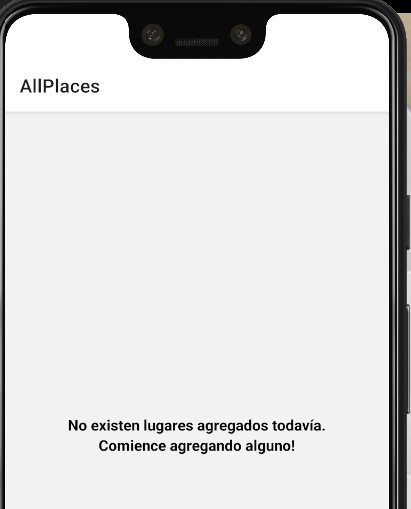 AllPlaces
No existen lugares agregados todavía.
Comience agregando alguno!